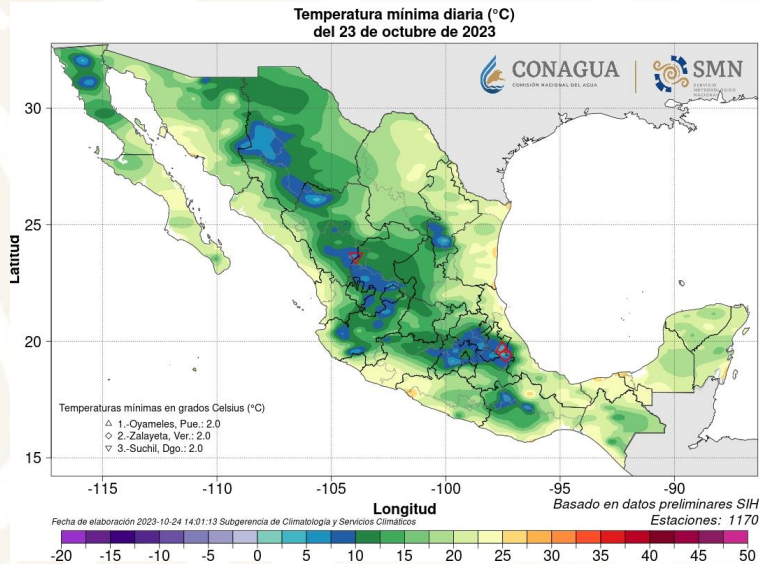 Temperatura mínima diaria (°C)
del 23 de octubre de 2023
CONAGUA
COMISIÓN NACIONAL DEL AGUA
SMN
SERVICIO
METEOROLÓGICO
NACIONAL
30
25
20
15
Latitud
Temperaturas mínimas en grados Celsius (°C)
1.-Oyameles, Pue.: 2.0
2.-Zalayeta, Ver.: 2.0
3.-Suchil, Dgo.: 2.0
-115 -110 -105 -100 -95 -90
Longitud
Basado en datos preliminares SIH
Estaciones: 1170
Fecha de elaboración 2023-10-24 14:01:13 Subgerencia de Climatología y Servicios Climáticos
-20 -15 -10 -5 0 5 10 15 20 25 30 35 40 45 50